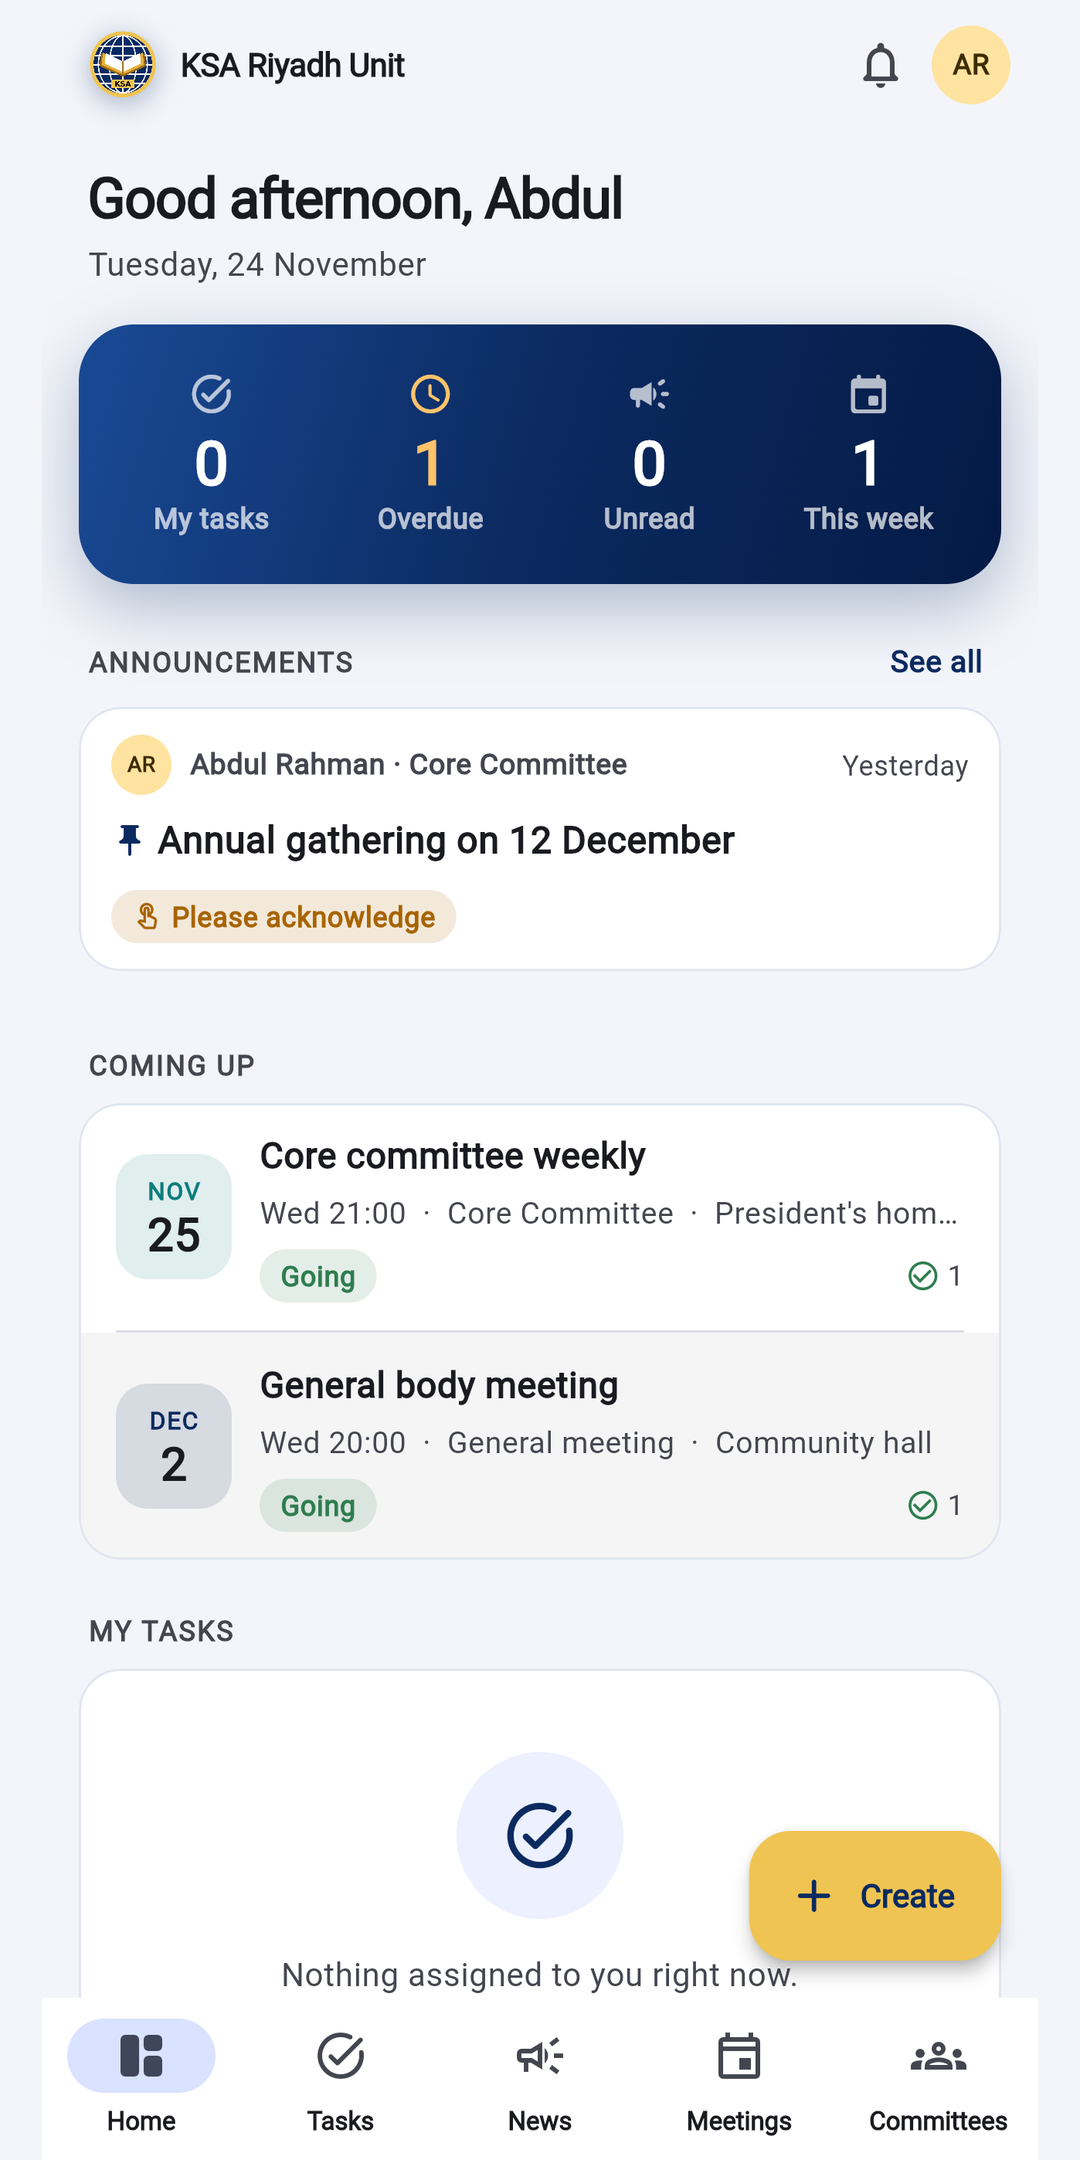 KSA
KSA Riyadh Unit
AR
Good afternoon, Abdul
Tuesday, 24 November
0
1
0
1
My tasks
Overdue
Unread
This week
ANNOUNCEMENTS
See all
AR
Abdul Rahman · Core Committee
Yesterday
Annual gathering on 12 December
Please acknowledge
COMING UP
NOV
25
Core committee weekly
Wed 21:00 · Core Committee · President's hom...
Going
1
DEC
2
General body meeting
Wed 20:00 · General meeting · Community hall
Going
1
MY TASKS
Create
Nothing assigned to you right now.
Home
Tasks
News
Meetings
Committees